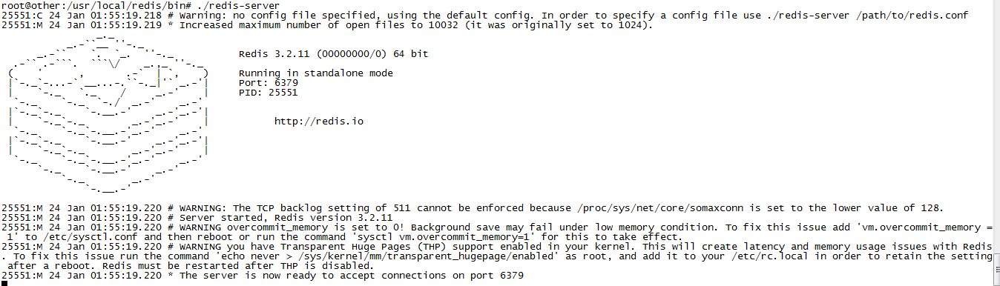 root@other:/usr/local/redis/bin# ./redis-server
25551:C 24 Jan 01:55:19.218 # Warning: no config file specified, using the default config. In order to specify a config file use ./redis-server /path/to/redis.conf
25551:M 24 Jan 01:55:19.219 * Increased maximum number of open files to 10032 (it was originally set to 1024).
Redis 3.2.11 (00000000/0) 64 bit
Running in standalone mode
Port: 6379
PID: 25551
http://redis.io
25551:M 24 Jan 01:55:19.220 # WARNING: The TCP backlog setting of 511 cannot be enforced because /proc/sys/net/core/somaxconn is set to the lower value of 128.
25551:M 24 Jan 01:55:19.220 # Server started, Redis version 3.2.11
25551:M 24 Jan 01:55:19.220 # WARNING overcommit_memory is set to 0! Background save may fail under low memory condition. To fix this issue add 'vm.overcommit_memory =
1' to /etc/sysctl.conf and then reboot or run the command 'sysctl vm.overcommit_memory=1' for this to take effect.
25551:M 24 Jan 01:55:19.220 # WARNING you have Transparent Huge Pages (THP) support enabled in your kernel. This will create latency and memory usage issues with Redis
. To fix this issue run the command 'echo never > /sys/kernel/mm/transparent_hugepage/enabled' as root, and add it to your /etc/rc.local in order to retain the setting
after a reboot. Redis must be restarted after THP is disabled.
25551:M 24 Jan 01:55:19.220 * The server is now ready to accept connections on port 6379